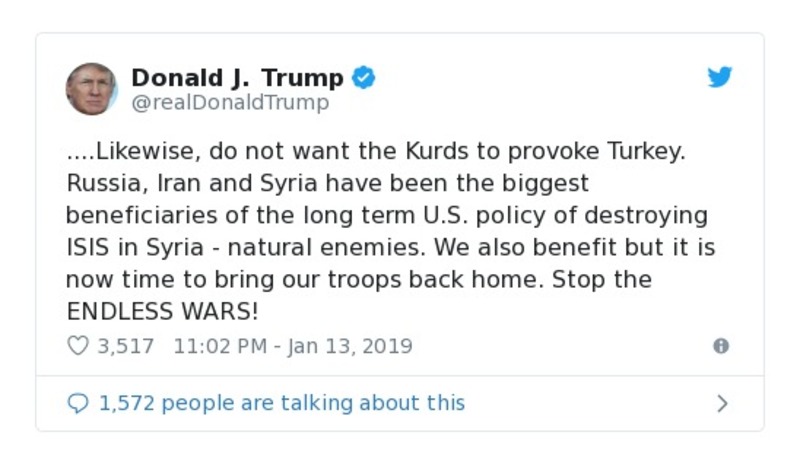 Donald J. Trump
@realDonaldTrump
....Likewise, do not want the Kurds to provoke Turkey.
Russia, Iran and Syria have been the biggest
beneficiaries of the long term U.S. policy of destroying
ISIS in Syria - natural enemies. We also benefit but it is
now time to bring our troops back home. Stop the
ENDLESS WARS!
3,517 11:02 PM - Jan 13, 2019
1,572 people are talking about this